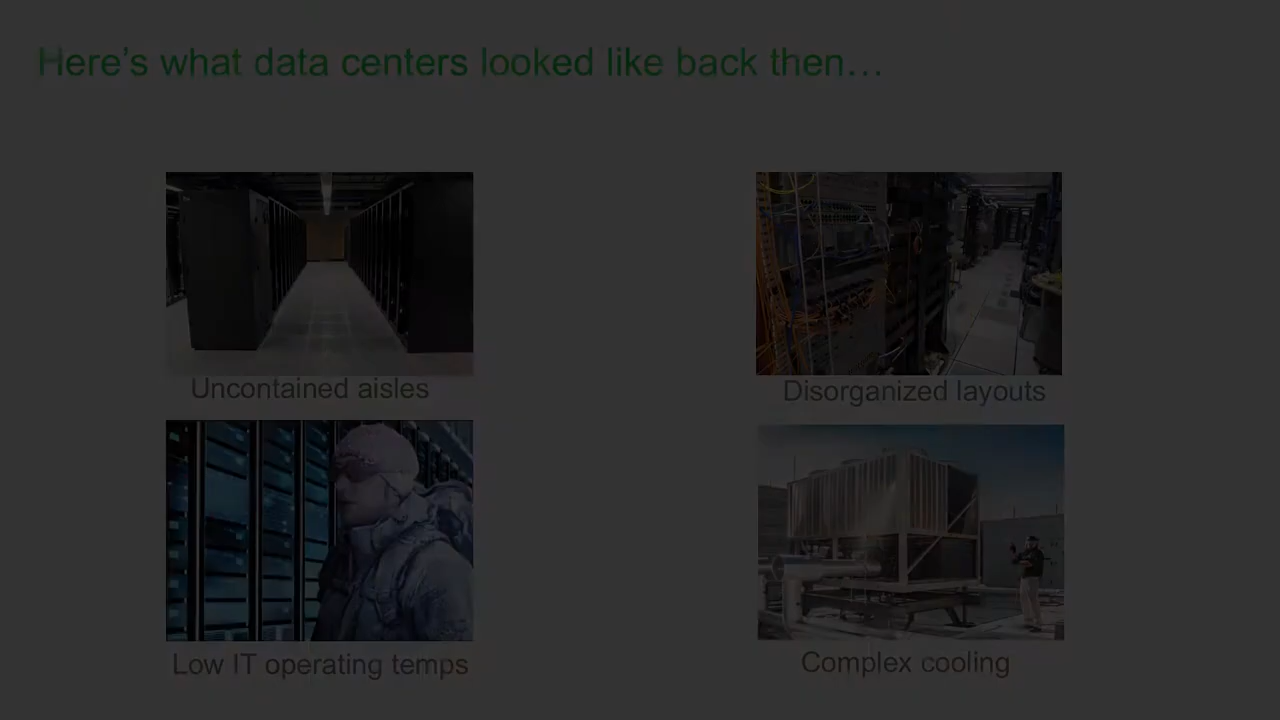 Here's what data centers looked like back then…
Uncontained aisles
Disorganized layouts
Low IT operating temps
Complex cooling